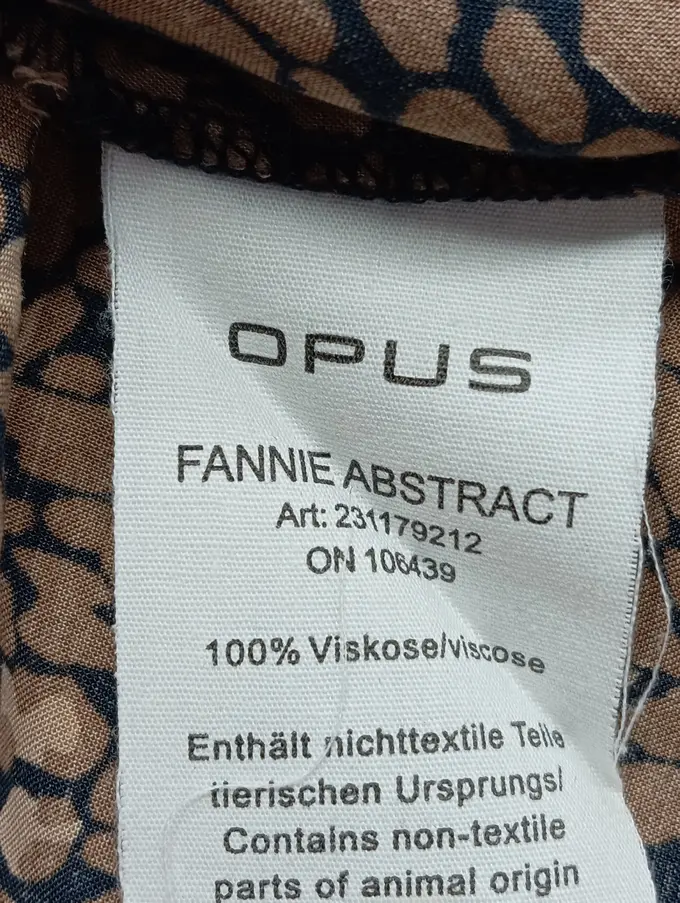 OPUS
FANNIE ABSTRACT
Art: 231179212
ON 106439
100% Viskose/viscose
Enthält nichttextile Teile
tierischen Ursprungs/
Contains non-textile
parts of animal origin